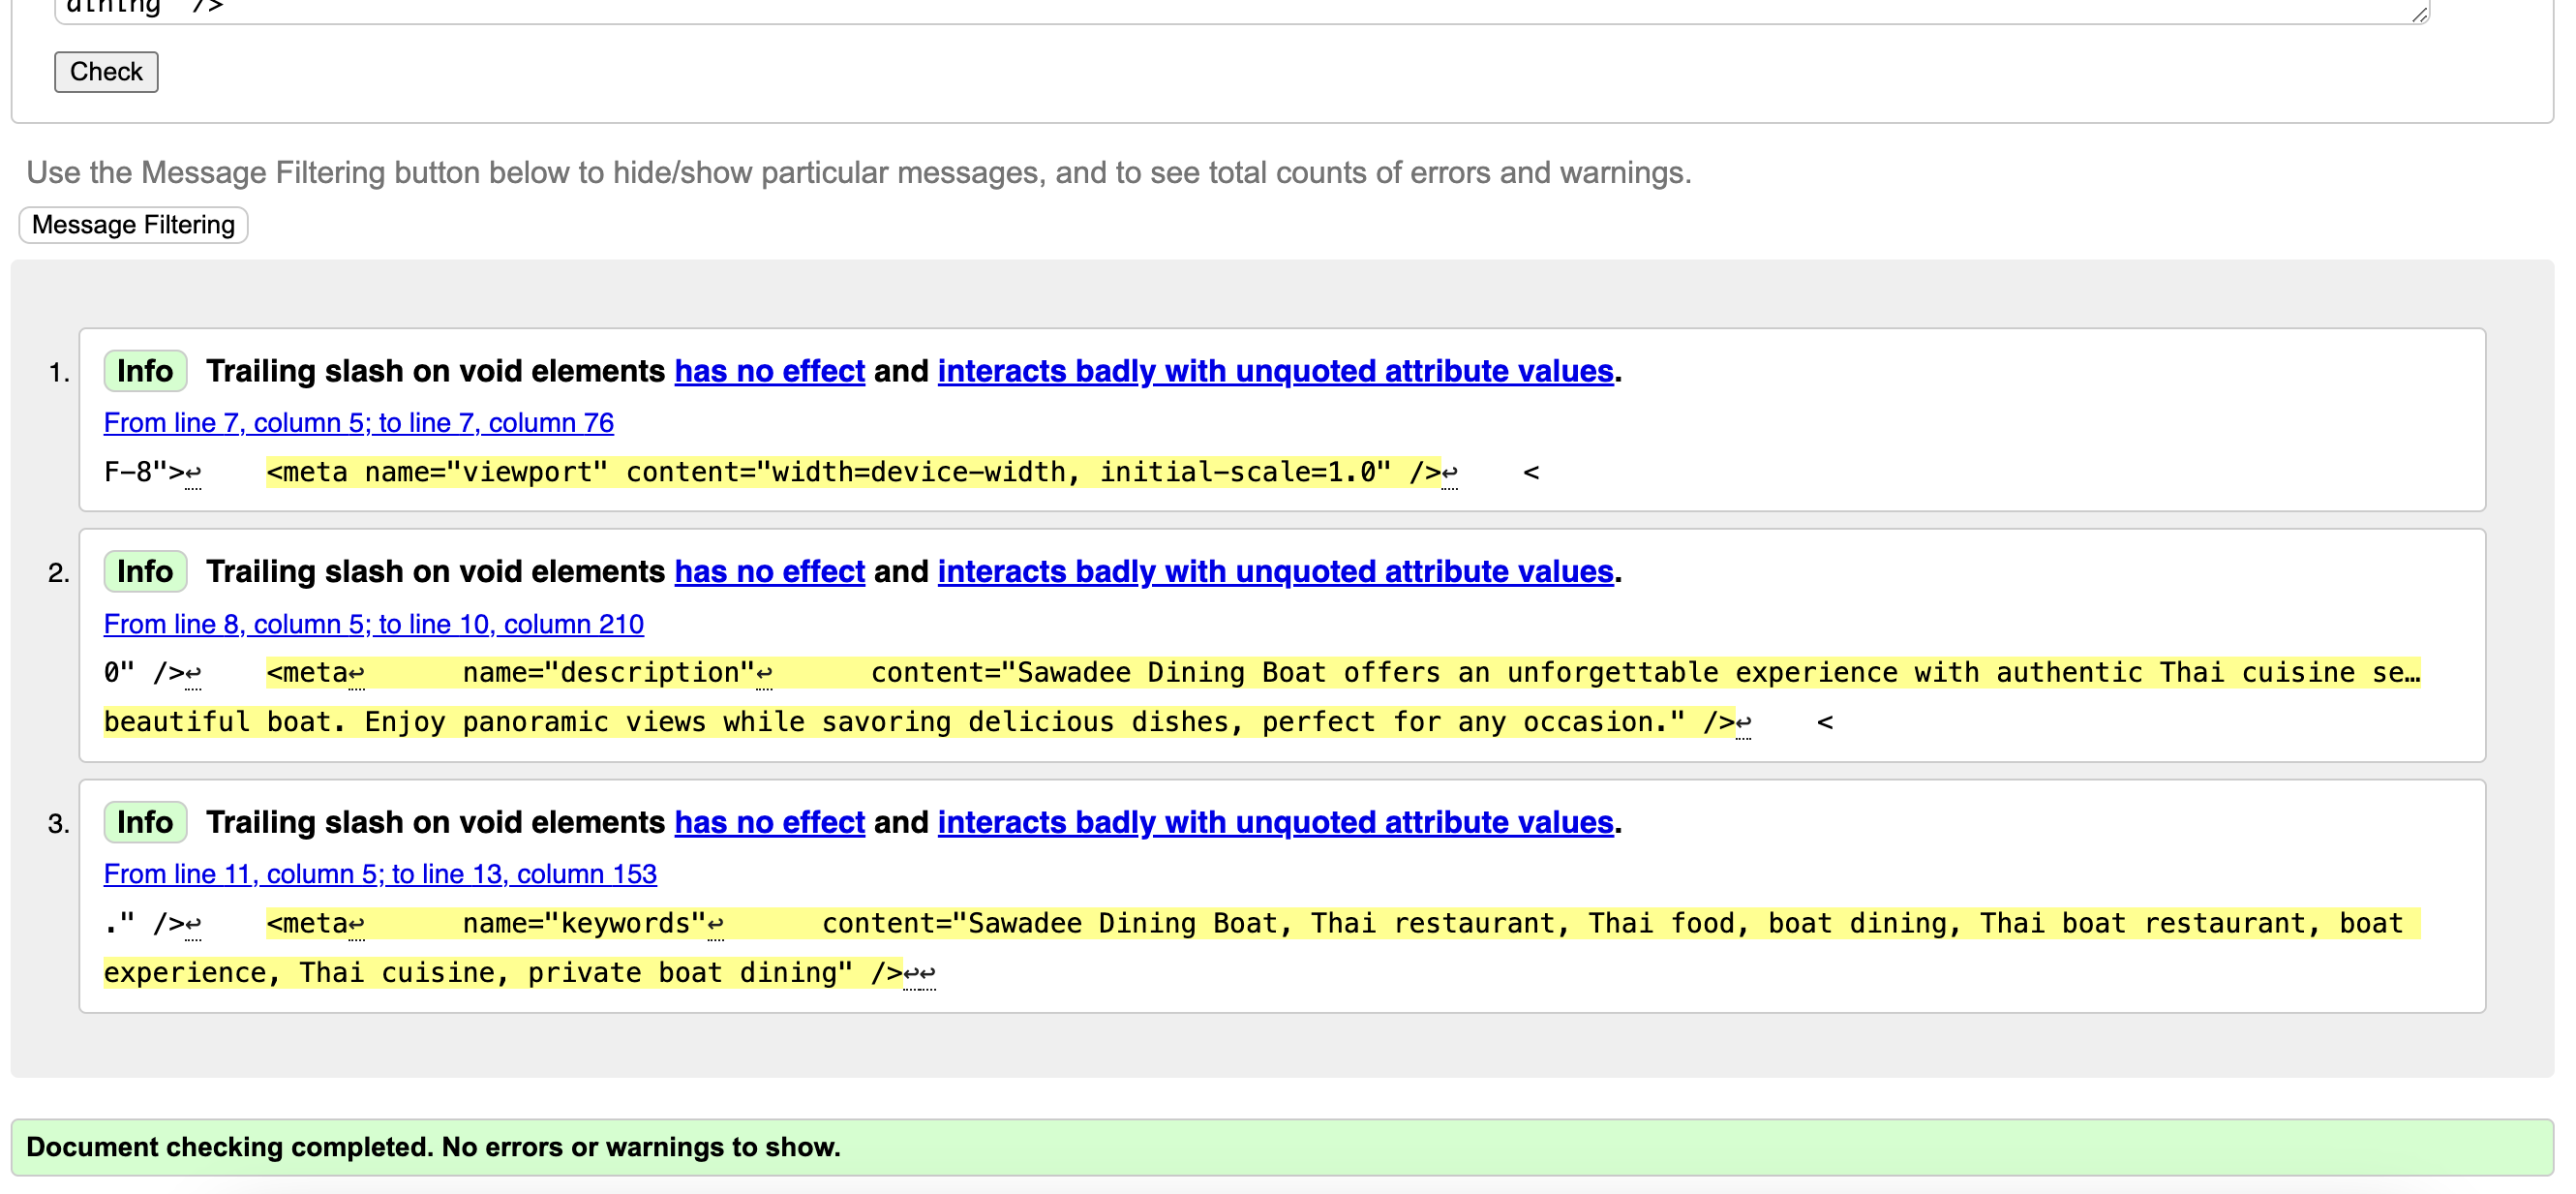 dining" />
Check
Use the Message Filtering button below to hide/show particular messages, and to see total counts of errors and warnings.
Message Filtering
1. Info Trailing slash on void elements has no effect and interacts badly with unquoted attribute values.
From line 7, column 5; to line 7, column 76
F-8">↩    <meta name="viewport" content="width=device-width, initial-scale=1.0" />↩    <
2. Info Trailing slash on void elements has no effect and interacts badly with unquoted attribute values.
From line 8, column 5; to line 10, column 210
0" />↩    <meta↩      name="description"↩      content="Sawadee Dining Boat offers an unforgettable experience with authentic Thai cuisine se…
beautiful boat. Enjoy panoramic views while savoring delicious dishes, perfect for any occasion." />↩    <
3. Info Trailing slash on void elements has no effect and interacts badly with unquoted attribute values.
From line 11, column 5; to line 13, column 153
." />↩    <meta↩      name="keywords"↩      content="Sawadee Dining Boat, Thai restaurant, Thai food, boat dining, Thai boat restaurant, boat
experience, Thai cuisine, private boat dining" />↩↩
Document checking completed. No errors or warnings to show.